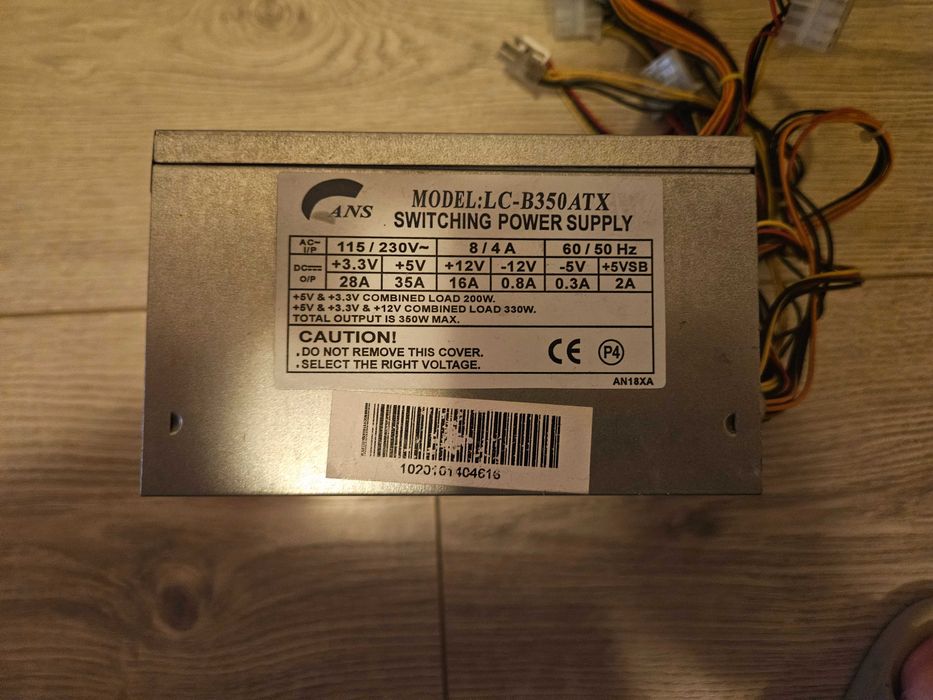 ANS
MODEL:LC-B350ATX
SWITCHING POWER SUPPLY
AC~ I/P 115 / 230V~ 8 / 4 A 60 / 50 Hz
DC O/P +3.3V +5V +12V -12V -5V +5VSB
28A 35A 16A 0.8A 0.3A 2A
+5V & +3.3V COMBINED LOAD 200W.
+5V & +3.3V & +12V COMBINED LOAD 330W.
TOTAL OUTPUT IS 350W MAX.
CAUTION!
. DO NOT REMOVE THIS COVER.
. SELECT THE RIGHT VOLTAGE.
CE P4
AN18XA
1020101404616